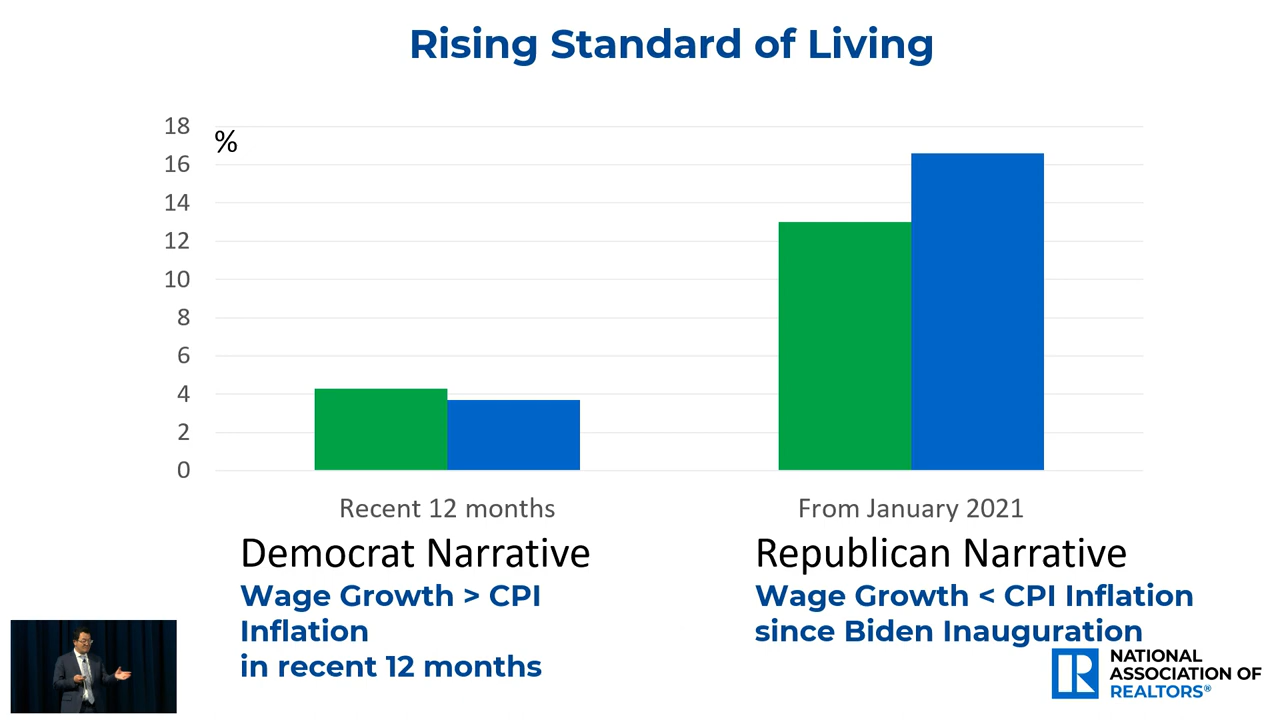 Rising Standard of Living
%
18
16
14
12
10
8
6
4
2
0
Recent 12 months
From January 2021
Democrat Narrative
Wage Growth > CPI
Inflation
in recent 12 months
Republican Narrative
Wage Growth < CPI Inflation
since Biden Inauguration
NATIONAL
ASSOCIATION OF
REALTORS®